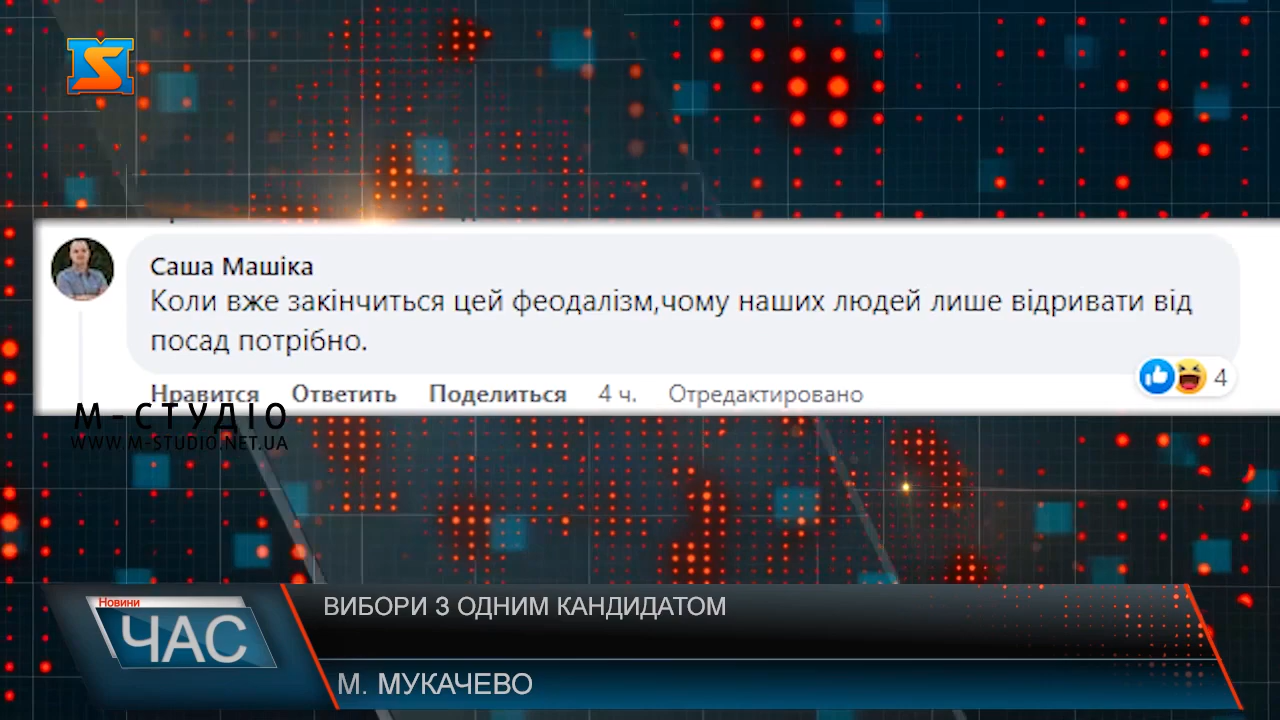 Саша Машіка
Коли вже закінчиться цей феодалізм,чому наших людей лише відривати від
посад потрібно.
4
Нравится Ответить Поделиться 4 ч. Отредактировано
М-СТУДІО
WWW.M-STUDIO.NET.UA
Новини
ЧАС
ВИБОРИ З ОДНИМ КАНДИДАТОМ
М. МУКАЧЕВО